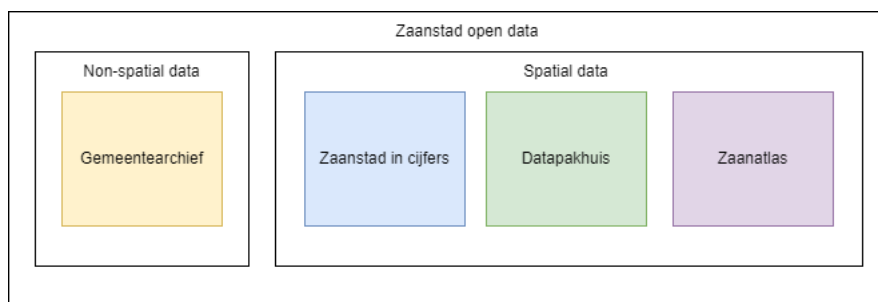 Zaanstad open data
Non-spatial data
Spatial data
Gemeentearchief
Zaanstad in cijfers
Datapakhuis
Zaanatlas